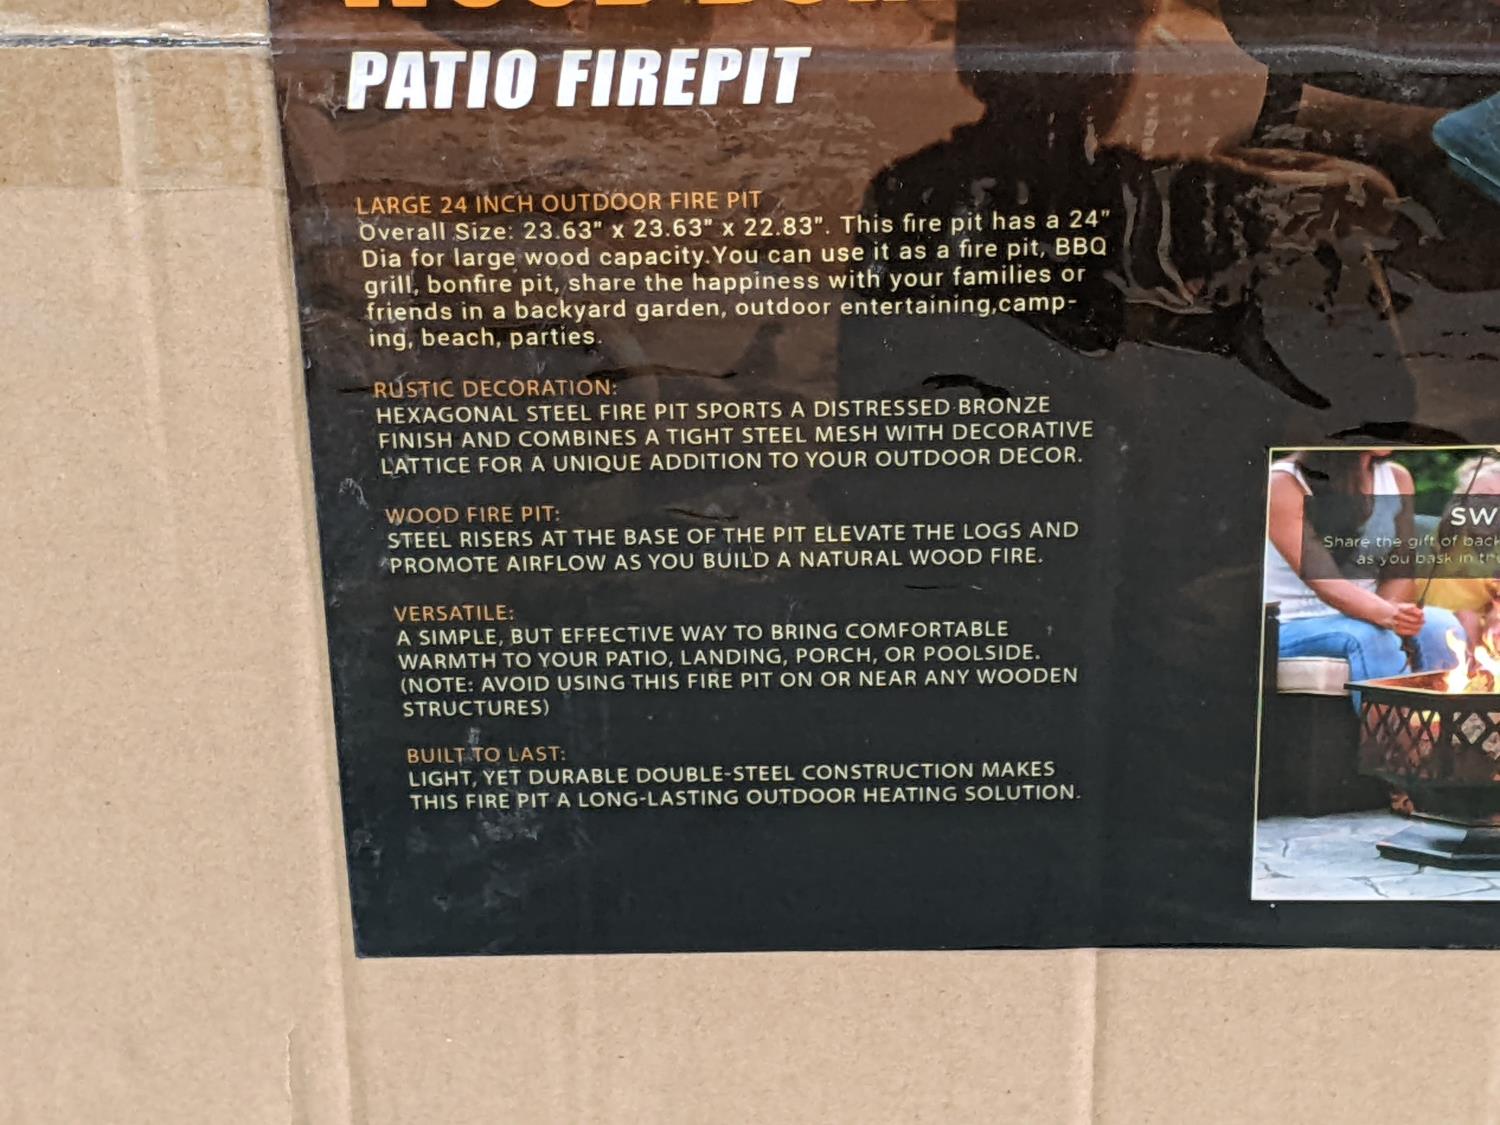 PATIO FIREPIT
LARGE 24 INCH OUTDOOR FIRE PIT
Overall Size: 23.63" x 23.63" x 22.83". This fire pit has a 24"
Dia for large wood capacity.You can use it as a fire pit, BBQ
grill, bonfire pit, share the happiness with your families or
friends in a backyard garden, outdoor entertaining,camp-
ing, beach, parties.
RUSTIC DECORATION:
HEXAGONAL STEEL FIRE PIT SPORTS A DISTRESSED BRONZE
FINISH AND COMBINES A TIGHT STEEL MESH WITH DECORATIVE
LATTICE FOR A UNIQUE ADDITION TO YOUR OUTDOOR DECOR.
WOOD FIRE PIT:
STEEL RISERS AT THE BASE OF THE PIT ELEVATE THE LOGS AND
PROMOTE AIRFLOW AS YOU BUILD A NATURAL WOOD FIRE.
VERSATILE:
A SIMPLE, BUT EFFECTIVE WAY TO BRING COMFORTABLE
WARMTH TO YOUR PATIO, LANDING, PORCH, OR POOLSIDE.
(NOTE: AVOID USING THIS FIRE PIT ON OR NEAR ANY WOODEN
STRUCTURES)
BUILT TO LAST:
LIGHT, YET DURABLE DOUBLE-STEEL CONSTRUCTION MAKES
THIS FIRE PIT A LONG-LASTING OUTDOOR HEATING SOLUTION.
SW
Share the gift of back
as you bask in the